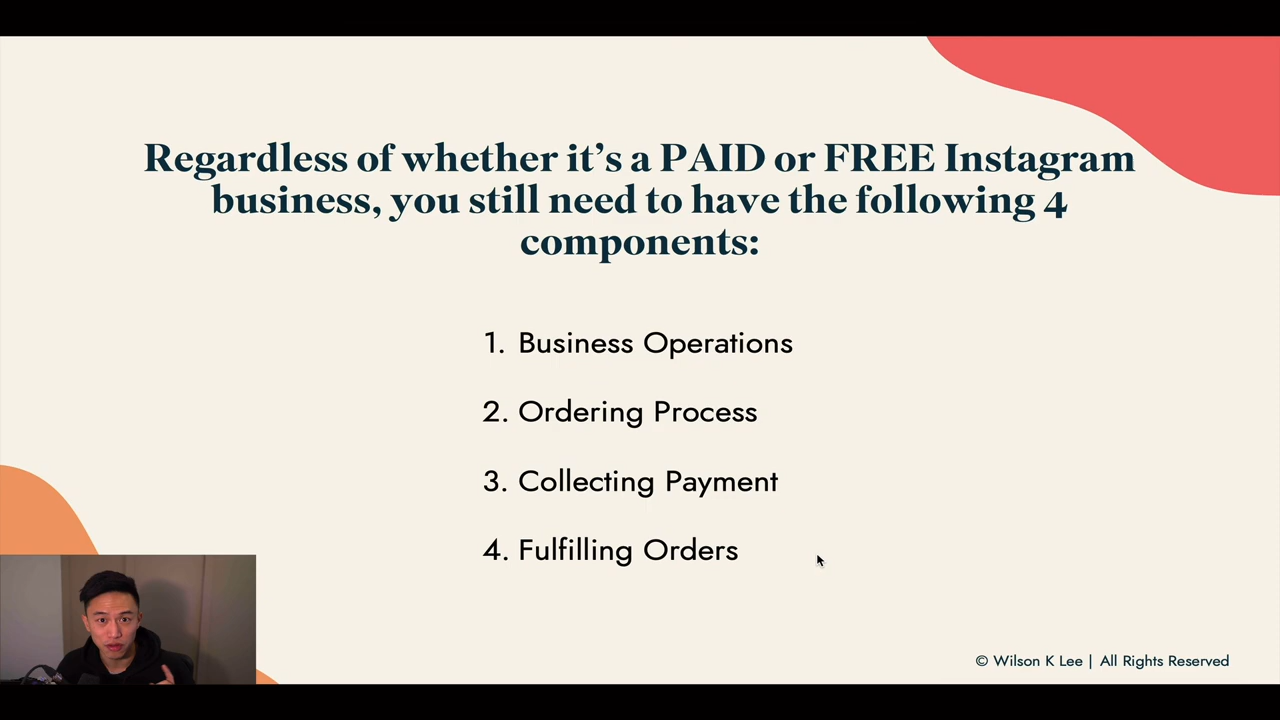 Regardless of whether it's a PAID or FREE Instagram
business, you still need to have the following 4
components:
1. Business Operations
2. Ordering Process
3. Collecting Payment
4. Fulfilling Orders
© Wilson K Lee | All Rights Reserved